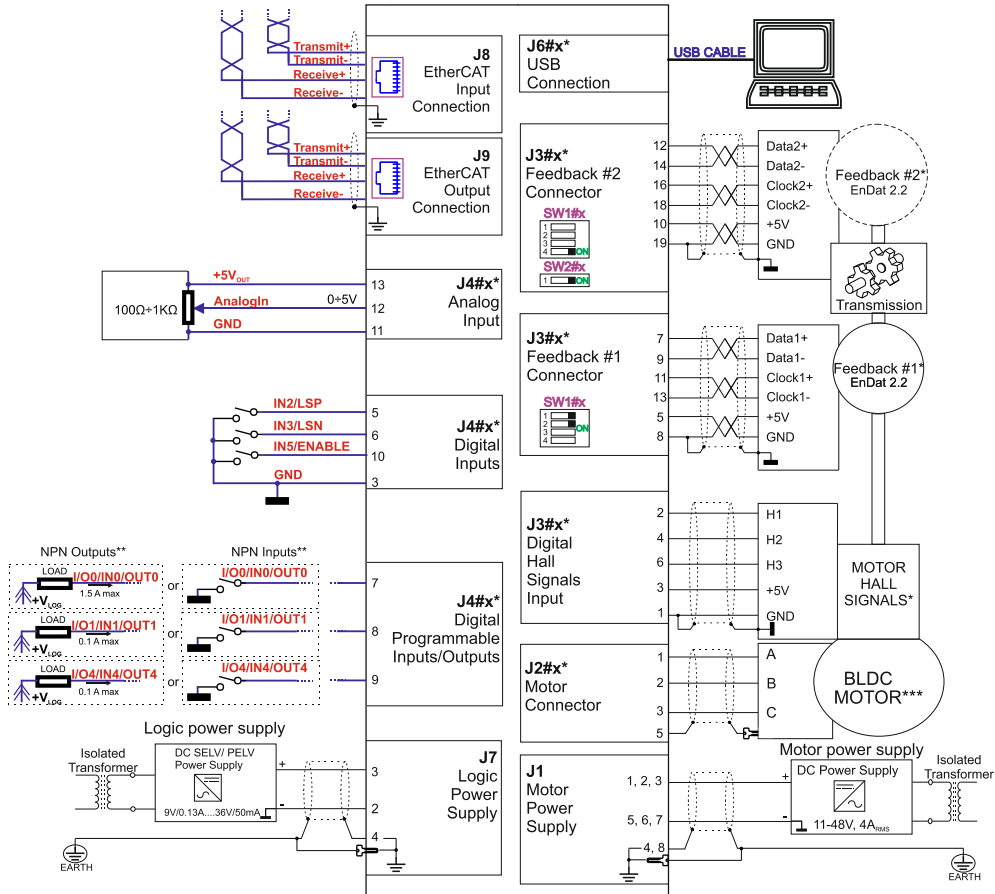 Transmit+
Transmit-
Receive+
Receive-
J8
EtherCAT
Input
Connection
Transmit+
Transmit-
Receive+
Receive-
J9
EtherCAT
Output
Connection
100Ω÷1KΩ
+5VOUT
AnalogIn
0÷5V
GND
13
12
11
J4#x*
Analog
Input
IN2/LSP
IN3/LSN
IN5/ENABLE
GND
5
6
10
3
J4#x*
Digital
Inputs
NPN Outputs**
NPN Inputs**
LOAD
I/O0/IN0/OUT0
1.5 A max
+VLOG
or
I/O0/IN0/OUT0
7
LOAD
I/O1/IN1/OUT1
0.1 A max
+VLOG
or
I/O1/IN1/OUT1
8
LOAD
I/O4/IN4/OUT4
0.1 A max
+VLOG
or
I/O4/IN4/OUT4
9
J4#x*
Digital
Programmable
Inputs/Outputs
Logic power supply
Isolated
Transformer
DC SELV/ PELV
Power Supply
9V/0.13A....36V/50mA
+
-
3
2
4
EARTH
J7
Logic
Power
Supply
J6#x*
USB
Connection
USB CABLE
J3#x*
Feedback #2
Connector
SW1#x
1
2
3
4
ON
SW2#x
1
ON
12
14
16
18
10
19
Data2+
Data2-
Clock2+
Clock2-
+5V
GND
Feedback #2*
EnDat 2.2
Transmission
J3#x*
Feedback #1
Connector
SW1#x
1
2
3
4
ON
7
9
11
13
5
8
Data1+
Data1-
Clock1+
Clock1-
+5V
GND
Feedback #1*
EnDat 2.2
J3#x*
Digital
Hall
Signals
Input
2
4
6
3
1
H1
H2
H3
+5V
GND
MOTOR
HALL
SIGNALS*
J2#x*
Motor
Connector
1
2
3
5
A
B
C
BLDC
MOTOR***
J1
Motor
Power
Supply
1, 2, 3
5, 6, 7
4, 8
Motor power supply
+
-
DC Power Supply
11-48V, 4ARMS
Isolated
Transformer
EARTH